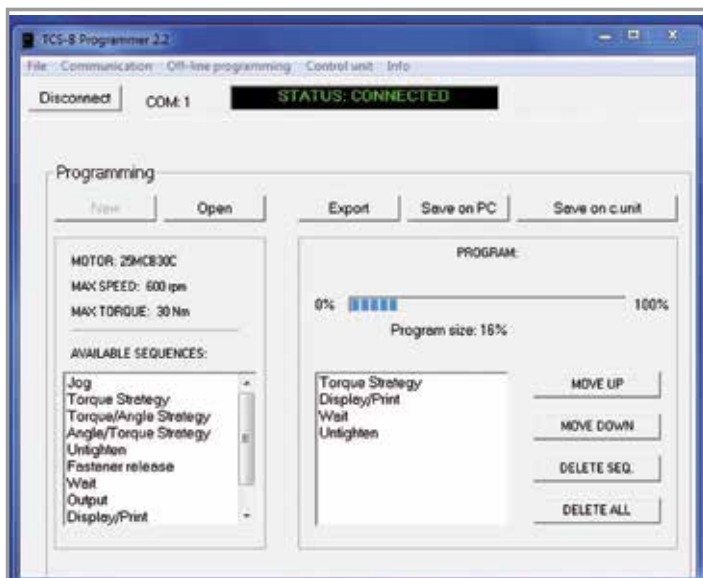 TCS-B Programmer 2.2
File Communication Off-line programming Control unit Info
Disconnect COM: 1 STATUS: CONNECTED
Programming
New Open Export Save on PC Save on c.unit
MOTOR: 25MCB30C
MAX SPEED: 600 rpm
MAX TORQUE: 30 Nm
AVAILABLE SEQUENCES:
Jog
Torque Strategy
Torque/Angle Strategy
Angle/Torque Strategy
Untighten
Fastener release
Wait
Output
Display/Print
PROGRAM:
0% 100%
Program size: 16%
Torque Strategy
Display/Print
Wait
Untighten
MOVE UP
MOVE DOWN
DELETE SEQ.
DELETE ALL